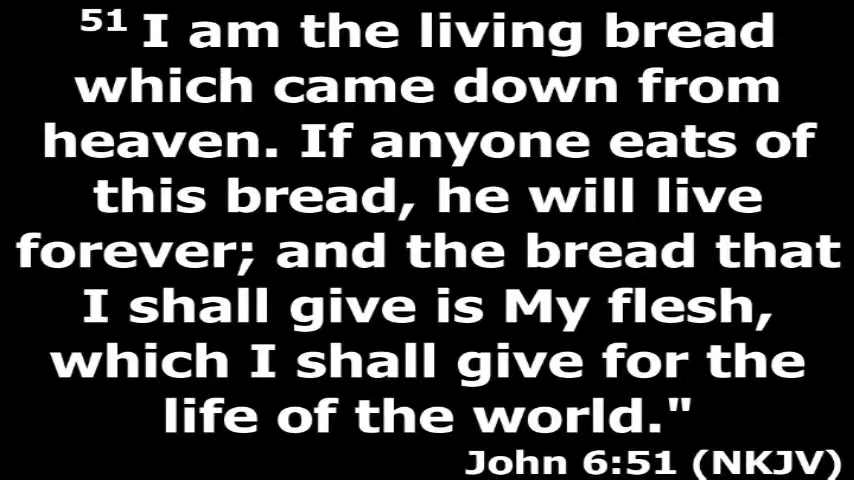 51 I am the living bread
which came down from
heaven. If anyone eats of
this bread, he will live
forever; and the bread that
I shall give is My flesh,
which I shall give for the
life of the world."
John 6:51 (NKJV)